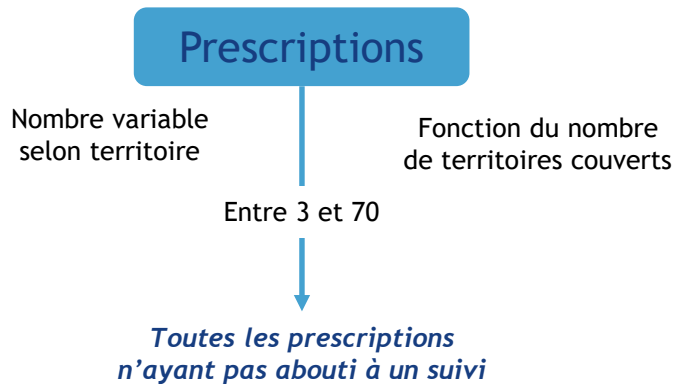 Prescriptions
Nombre variable
selon territoire
Fonction du nombre
de territoires couverts
Entre 3 et 70
Toutes les prescriptions
n'ayant pas abouti à un suivi